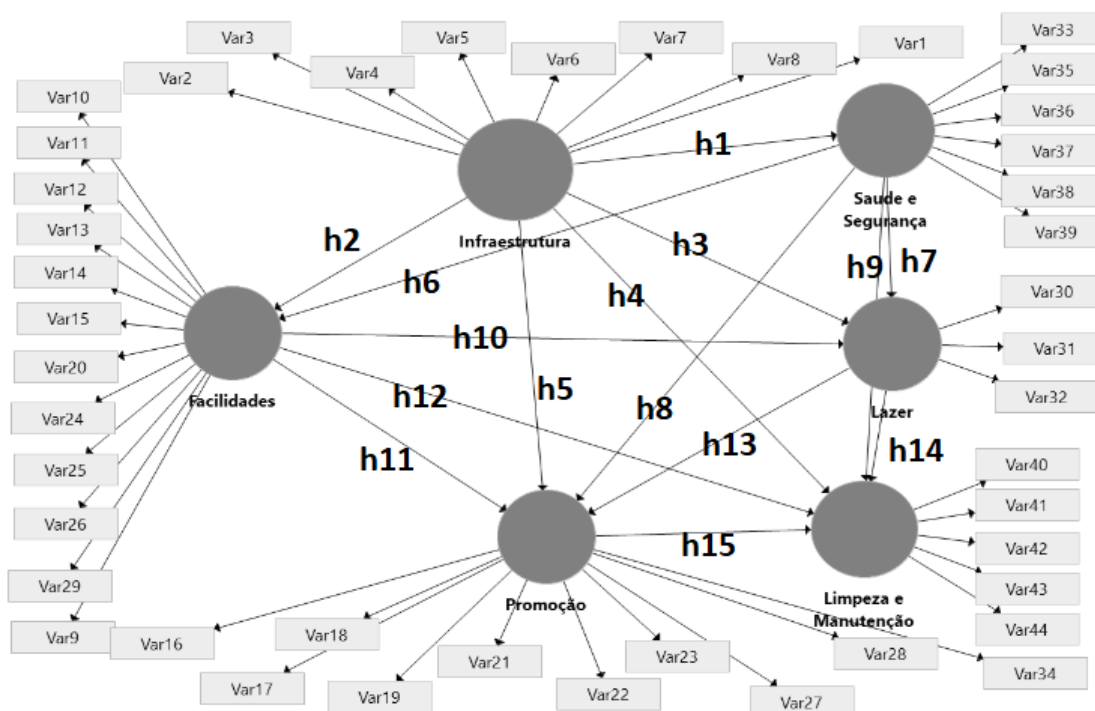 Var3
Var5
Var7
Var1
Var33
Var2
Var4
Var6
Var8
Var35
Var10
Var36
Var11
h1
Var37
Var12
Var38
Saude e
Segurança
Var13
h2
Infraestrutura
h3
Var39
Var14
h6
h4
h9
h7
Var30
Var15
h10
Var31
Var20
Facilidades
h5
h12
h8
Lazer
Var32
Var24
h11
h13
h14
Var25
Var40
Var41
Var26
h15
Var42
Var29
Promoção
Limpeza e
Manutenção
Var43
Var9
Var16
Var18
Var44
Var21
Var23
Var28
Var34
Var17
Var19
Var22
Var27